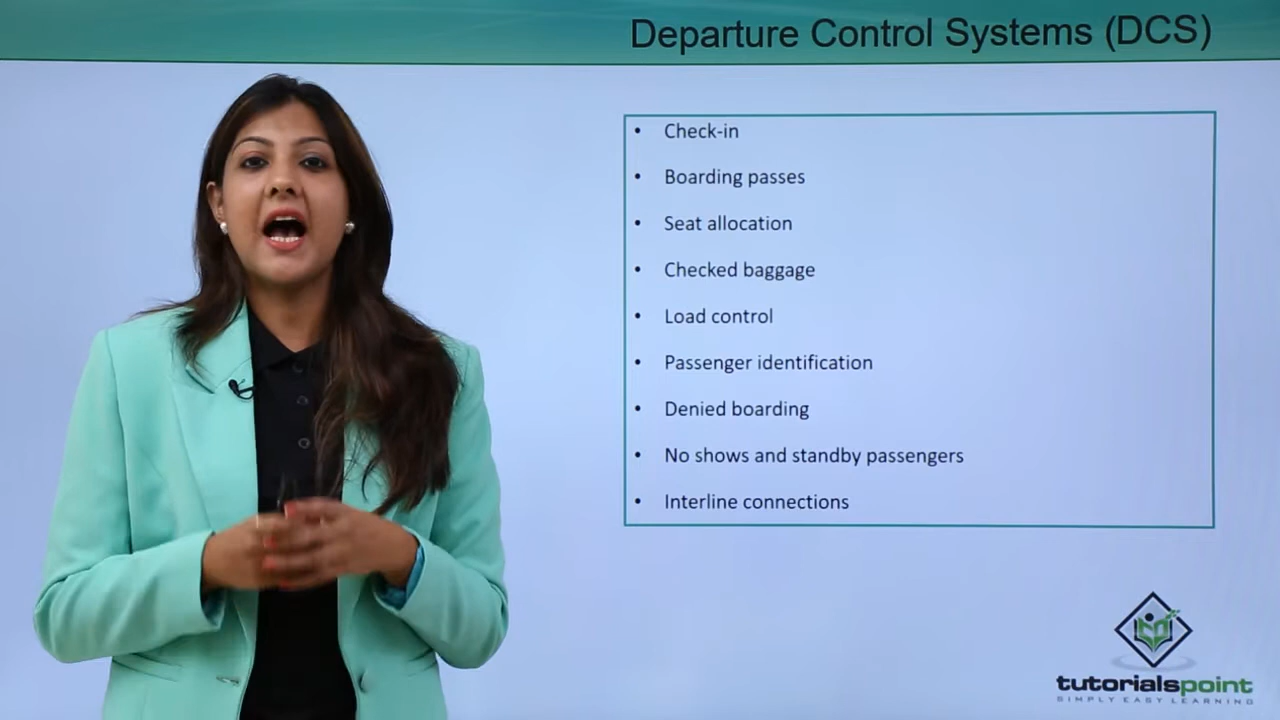 Departure Control Systems (DCS)
• Check-in
• Boarding passes
• Seat allocation
• Checked baggage
• Load control
• Passenger identification
• Denied boarding
• No shows and standby passengers
• Interline connections
tutorialspoint
SIMPLY EASY LEARNING